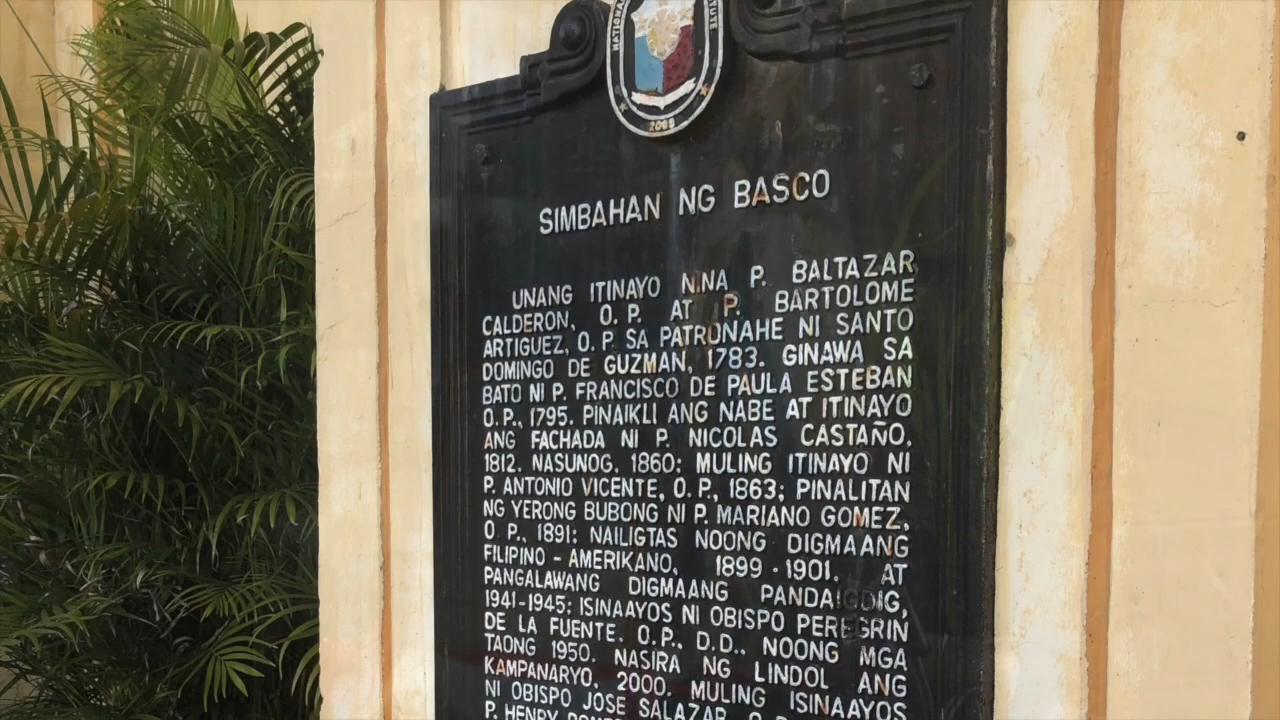 NATIONAL
2009
SIMBAHAN NG BASCO
UNANG ITINAYO NINA P. BALTAZAR
CALDERON, O.P. AT P. BARTOLOME
ARTIGUEZ, O.P. SA PATRONAHE NI SANTO
DOMINGO DE GUZMAN, 1783. GINAWA SA
BATO NI P. FRANCISCO DE PAULA ESTEBAN
O.P., 1795. PINAIKLI ANG NABE AT ITINAYO
ANG FACHADA NI P. NICOLAS CASTAÑO.
1812. NASUNOG. 1860; MULING ITINAYO NI
P. ANTONIO VICENTE, O.P., 1863; PINALITAN
NG YERONG BUBONG NI P. MARIANO GOMEZ,
O.P., 1891; NAILIGTAS NOONG DIGMAANG
FILIPINO - AMERIKANO, 1899 - 1901. AT
PANGALAWANG DIGMAANG PANDAIGDIG,
1941-1945; ISINAAYOS NI OBISPO PEREGRIN
DE LA FUENTE. O.P., D.D.. NOONG MGA
TAONG 1950. NASIRA NG LINDOL ANG
KAMPANARYO, 2000. MULING ISINAAYOS
NI OBISPO JOSE SALAZAR
P. HENRY